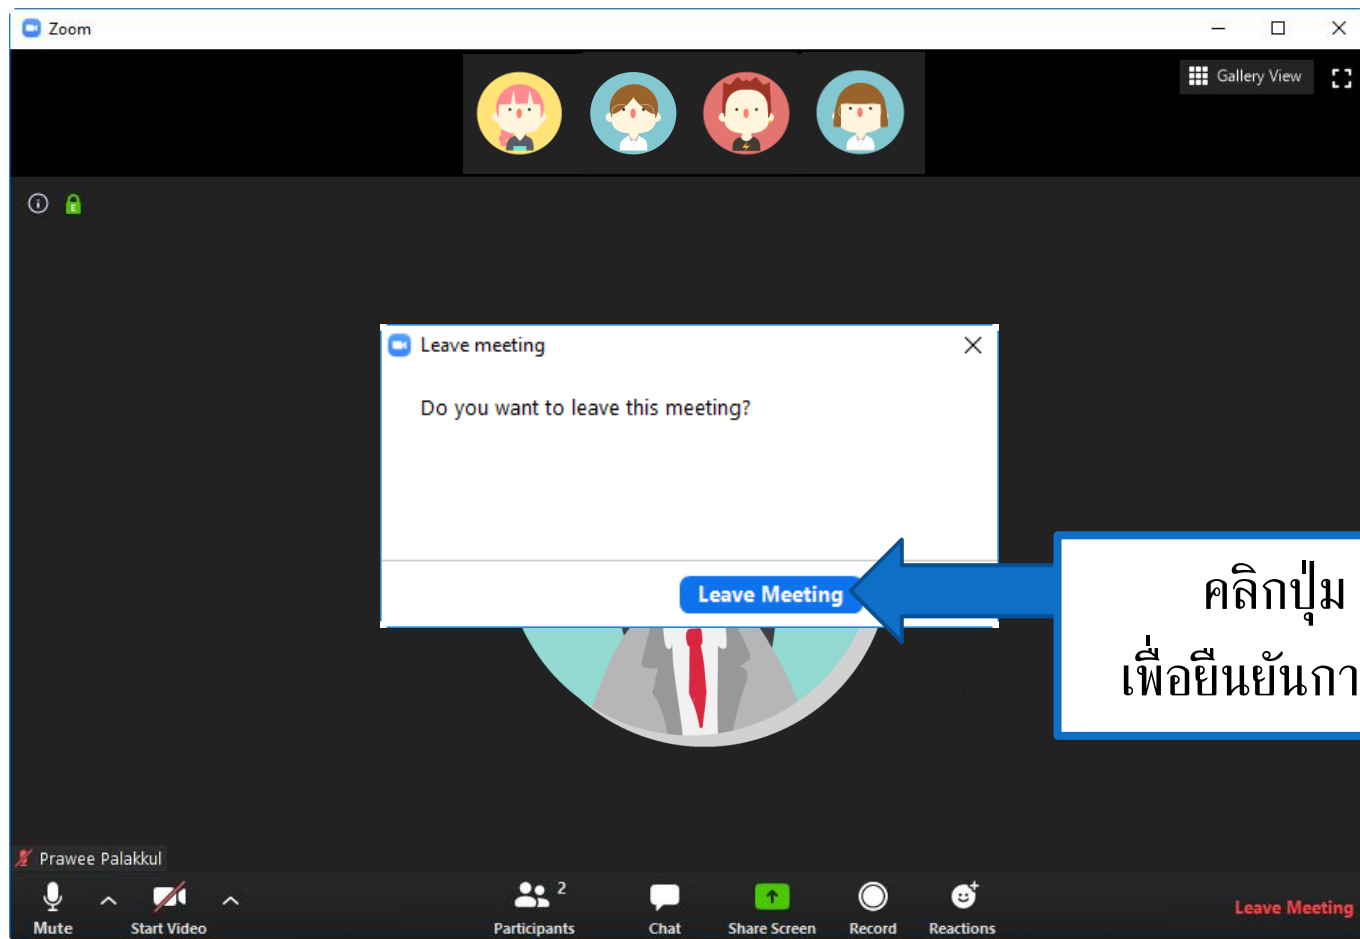 Zoom
Gallery View
E
Leave meeting
Do you want to leave this meeting?
Leave Meeting
คลิกปุ่ม
เพื่อยืนยันกา
Prawee Palakkul
2
Mute
Start Video
Participants
Chat
Share Screen
Record
Reactions
Leave Meeting